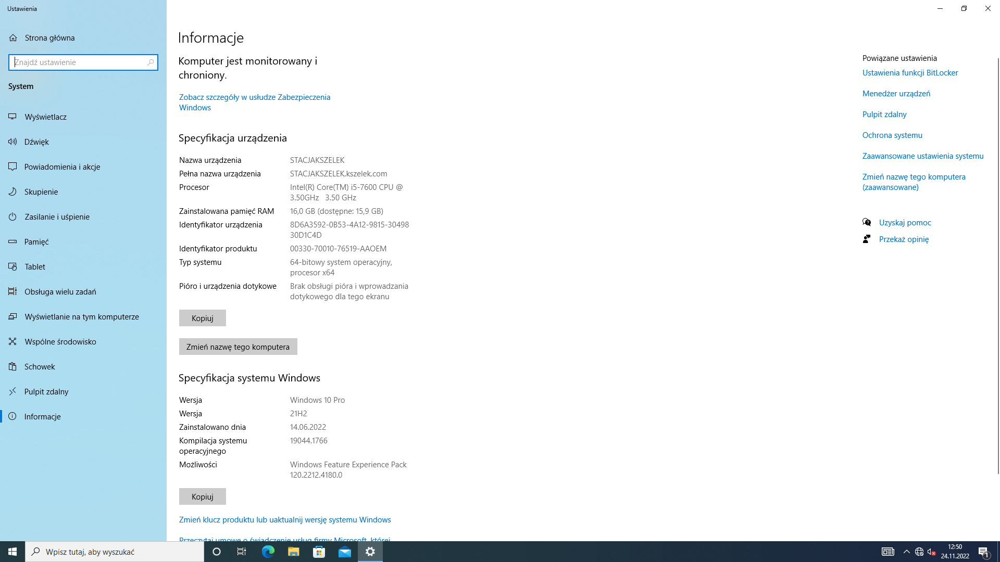 Ustawienia
Strona główna
Znajdź ustawienie
System
Wyświetlacz
Dźwięk
Powiadomienia i akcje
Skupienie
Zasilanie i uśpienie
Pamięć
Tablet
Obsługa wielu zadań
Wyświetlanie na tym komputerze
Wspólne środowisko
Schowek
Pulpit zdalny
Informacje
Informacje
Komputer jest monitorowany i
chroniony.
Zobacz szczegóły w usłudze Zabezpieczenia
Windows
Specyfikacja urządzenia
Nazwa urządzenia STACJAKSZELEK
Pełna nazwa urządzenia STACJAKSZELEK.kszelek.com
Procesor Intel(R) Core(TM) i5-7600 CPU @
3.50GHz 3.50 GHz
Zainstalowana pamięć RAM 16,0 GB (dostępne: 15,9 GB)
Identyfikator urządzenia 8D6A3592-0B53-4A12-9815-30498
30D1C4D
Identyfikator produktu 00330-70010-76519-AAOEM
Typ systemu 64-bitowy system operacyjny,
procesor x64
Pióro i urządzenia dotykowe Brak obsługi pióra i wprowadzania
dotykowego dla tego ekranu
Kopiuj
Zmień nazwę tego komputera
Specyfikacja systemu Windows
Wersja Windows 10 Pro
Wersja 21H2
Zainstalowano dnia 14.06.2022
Kompilacja systemu 19044.1766
operacyjnego
Możliwości Windows Feature Experience Pack
120.2212.4180.0
Kopiuj
Zmień klucz produktu lub uaktualnij wersję systemu Windows
Przeczytaj umowę o świadczenie usług firmy Microsoft, której
Powiązane ustawienia
Ustawienia funkcji BitLocker
Menedżer urządzeń
Pulpit zdalny
Ochrona systemu
Zaawansowane ustawienia systemu
Zmień nazwę tego komputera
(zaawansowane)
Uzyskaj pomoc
Przekaż opinię
Wpisz tutaj, aby wyszukać
12:50
24.11.2022
1